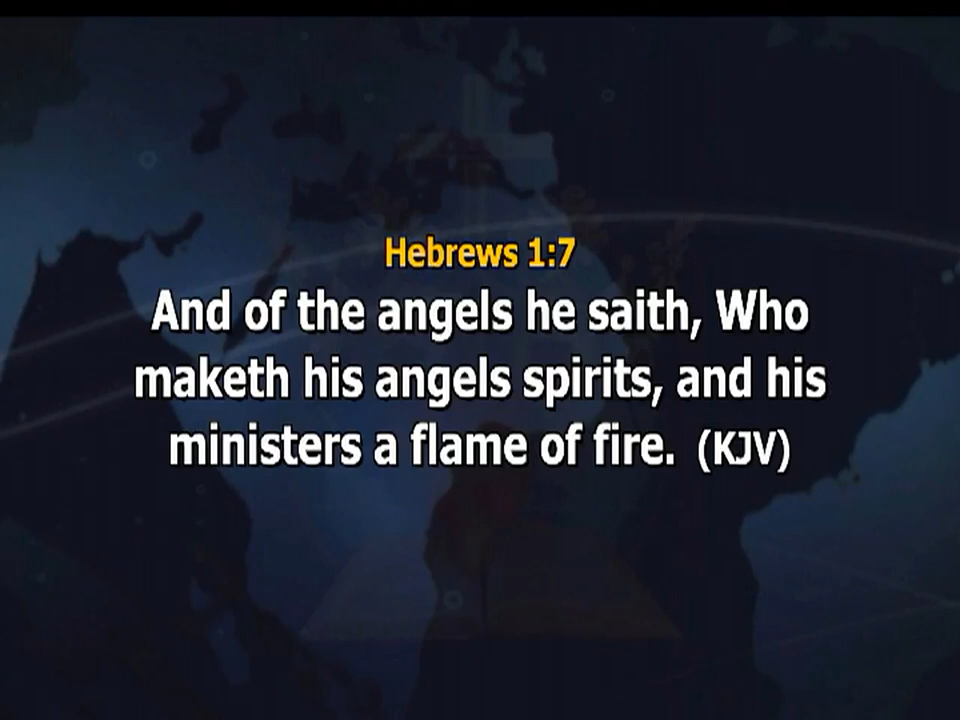 Hebrews 1:7
And of the angels he saith, Who
maketh his angels spirits, and his
ministers a flame of fire. (KJV)